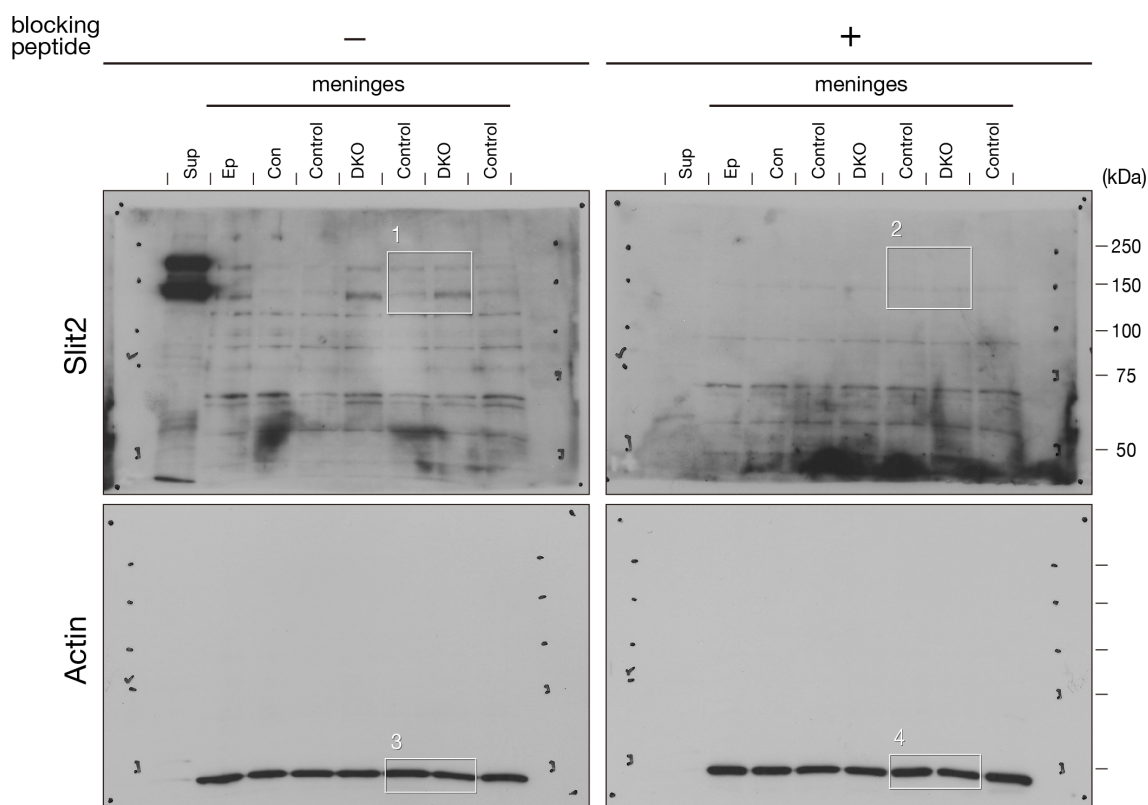 blocking
peptide
− +
meninges meninges
Sup Ep Con Control DKO Control DKO Control
Sup Ep Con Control DKO Control DKO Control
(kDa)
Slit2
1
2
250
150
100
75
50
Actin
3
4